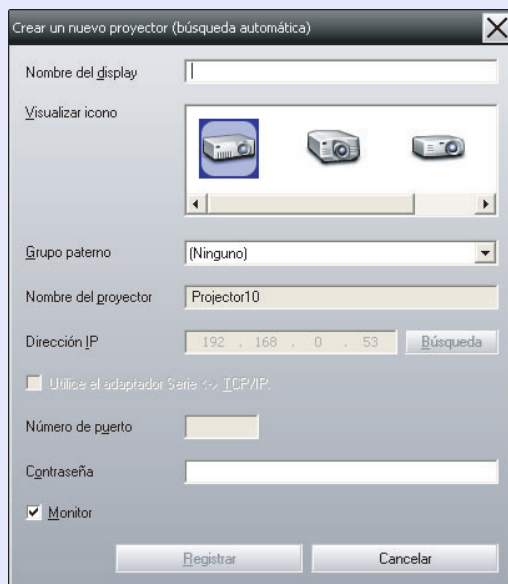 Crear un nuevo proyector (búsqueda automática)
Nombre del display
Visualizar icono
Grupo paterno (Ninguno)
Nombre del proyector Projector10
Dirección IP 192 . 168 . 0 . 53 Búsqueda
Utilice el adaptador Serie <-> TCP/IP.
Número de puerto
Contraseña
Monitor
Registrar Cancelar